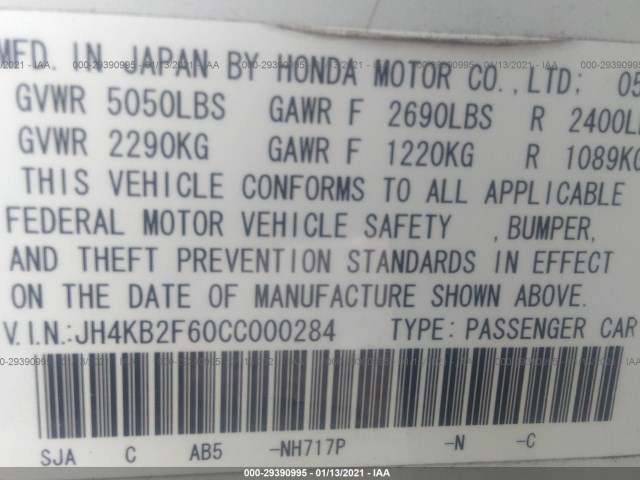 MFD. IN JAPAN BY HONDA MOTOR CO.,LTD; 05
GVWR 5050LBS GAWR F 2690LBS R 2400L
GVWR 2290KG GAWR F 1220KG R 1089KG
THIS VEHICLE CONFORMS TO ALL APPLICABLE
FEDERAL MOTOR VEHICLE SAFETY , BUMPER,
AND THEFT PREVENTION STANDARDS IN EFFECT
ON THE DATE OF MANUFACTURE SHOWN ABOVE.
V.I.N.:JH4KB2F60CC000284 TYPE: PASSENGER CAR
SJA C AB5 -NH717P -N -C
000-29390995 - 01/13/2021 - IAA